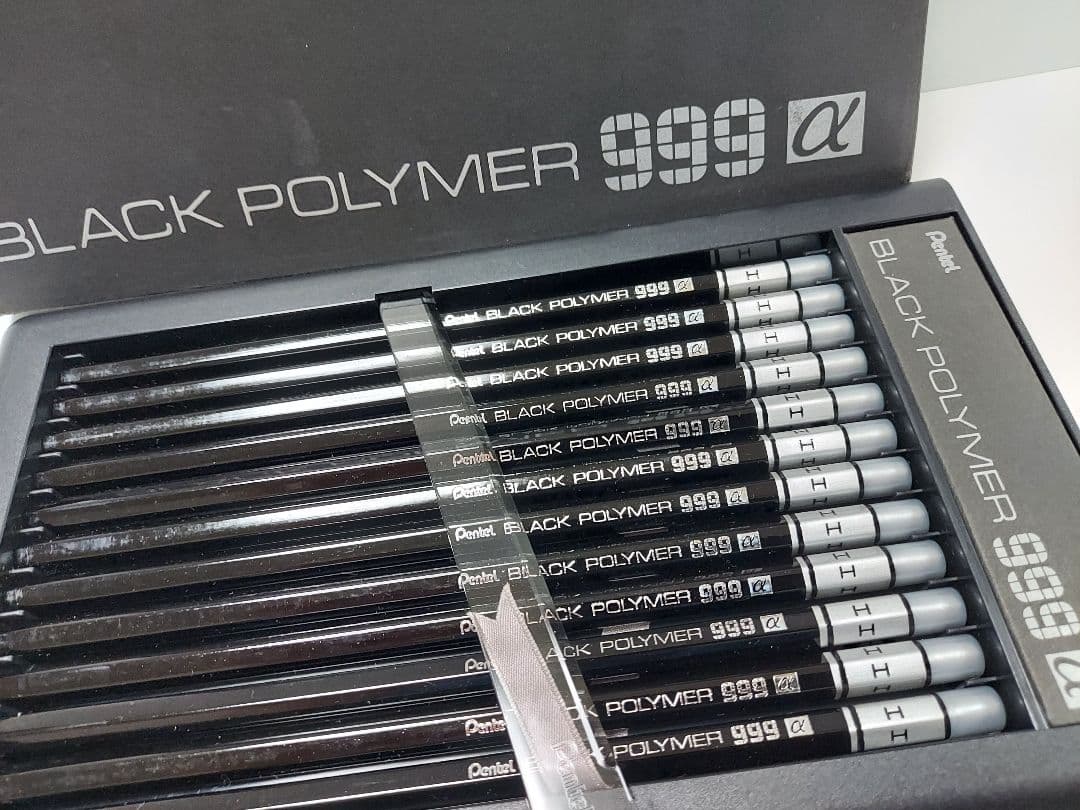 BLACK POLYMER 999 α
Pentel
BLACK POLYMER 999 α
H
H
Pentel BLACK POLYMER 999 α H
H
Pentel BLACK POLYMER 999 α H
H
Pentel BLACK POLYMER 999 α H
H
Pentel BLACK POLYMER 999 α H
H
Pentel BLACK POLYMER 999 α H
H
Pentel BLACK POLYMER 999 α H
H
Pentel BLACK POLYMER 999 α H
H
Pentel BLACK POLYMER 999 α H
H
BLACK POLYMER 999 α H
Pentel ACK POLYMER 999 α H
H
Pentel POLYMER 999 α H
H
Pentel POLYMER 999 α H
H
Pentel